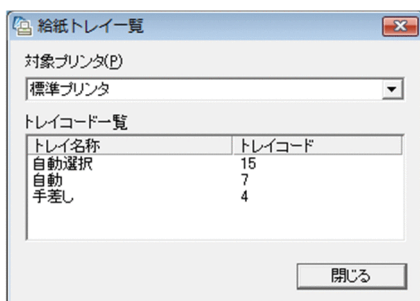 給紙トレイ一覧
対象プリンタ(P)
標準プリンタ
トレイコード一覧
トレイ名称 トレイコード
自動選択 15
自動 7
手差し 4
閉じる